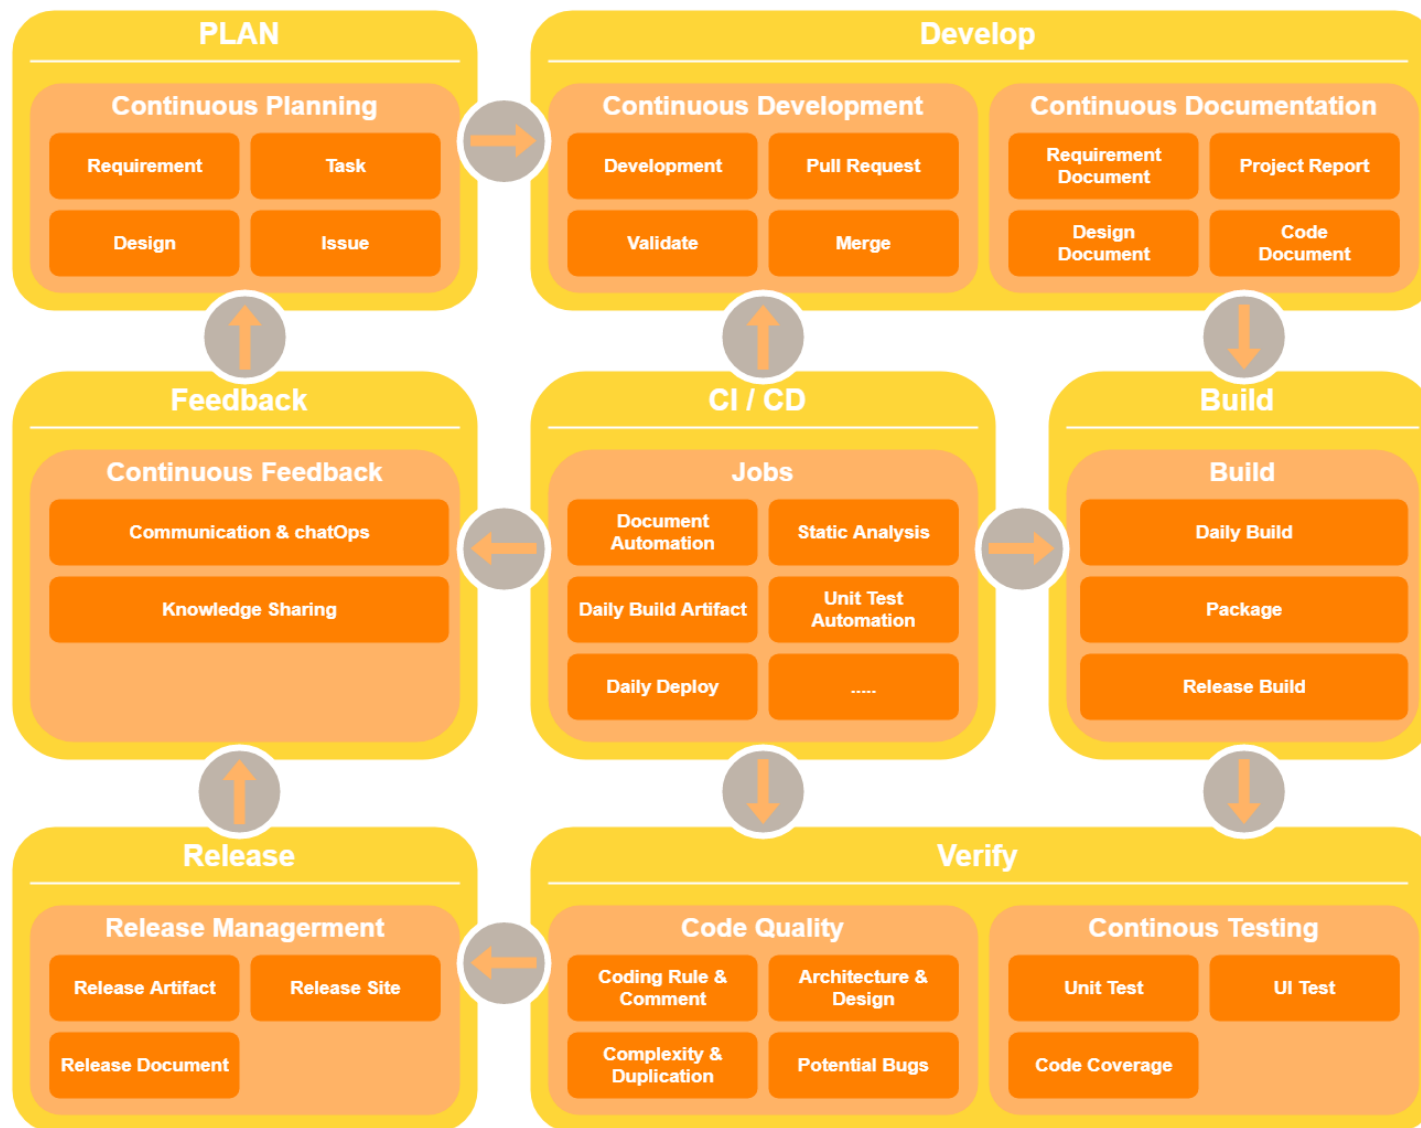 PLAN
Continuous Planning
Requirement
Task
Design
Issue
Develop
Continuous Development
Development
Pull Request
Validate
Merge
Continuous Documentation
Requirement
Document
Project Report
Design
Document
Code
Document
Feedback
Continuous Feedback
Communication & chatOps
Knowledge Sharing
CI / CD
Jobs
Document
Automation
Static Analysis
Daily Build Artifact
Unit Test
Automation
Daily Deploy
.....
Build
Build
Daily Build
Package
Release Build
Release
Release Managerment
Release Artifact
Release Site
Release Document
Verify
Code Quality
Coding Rule &
Comment
Architecture &
Design
Complexity &
Duplication
Potential Bugs
Continous Testing
Unit Test
UI Test
Code Coverage